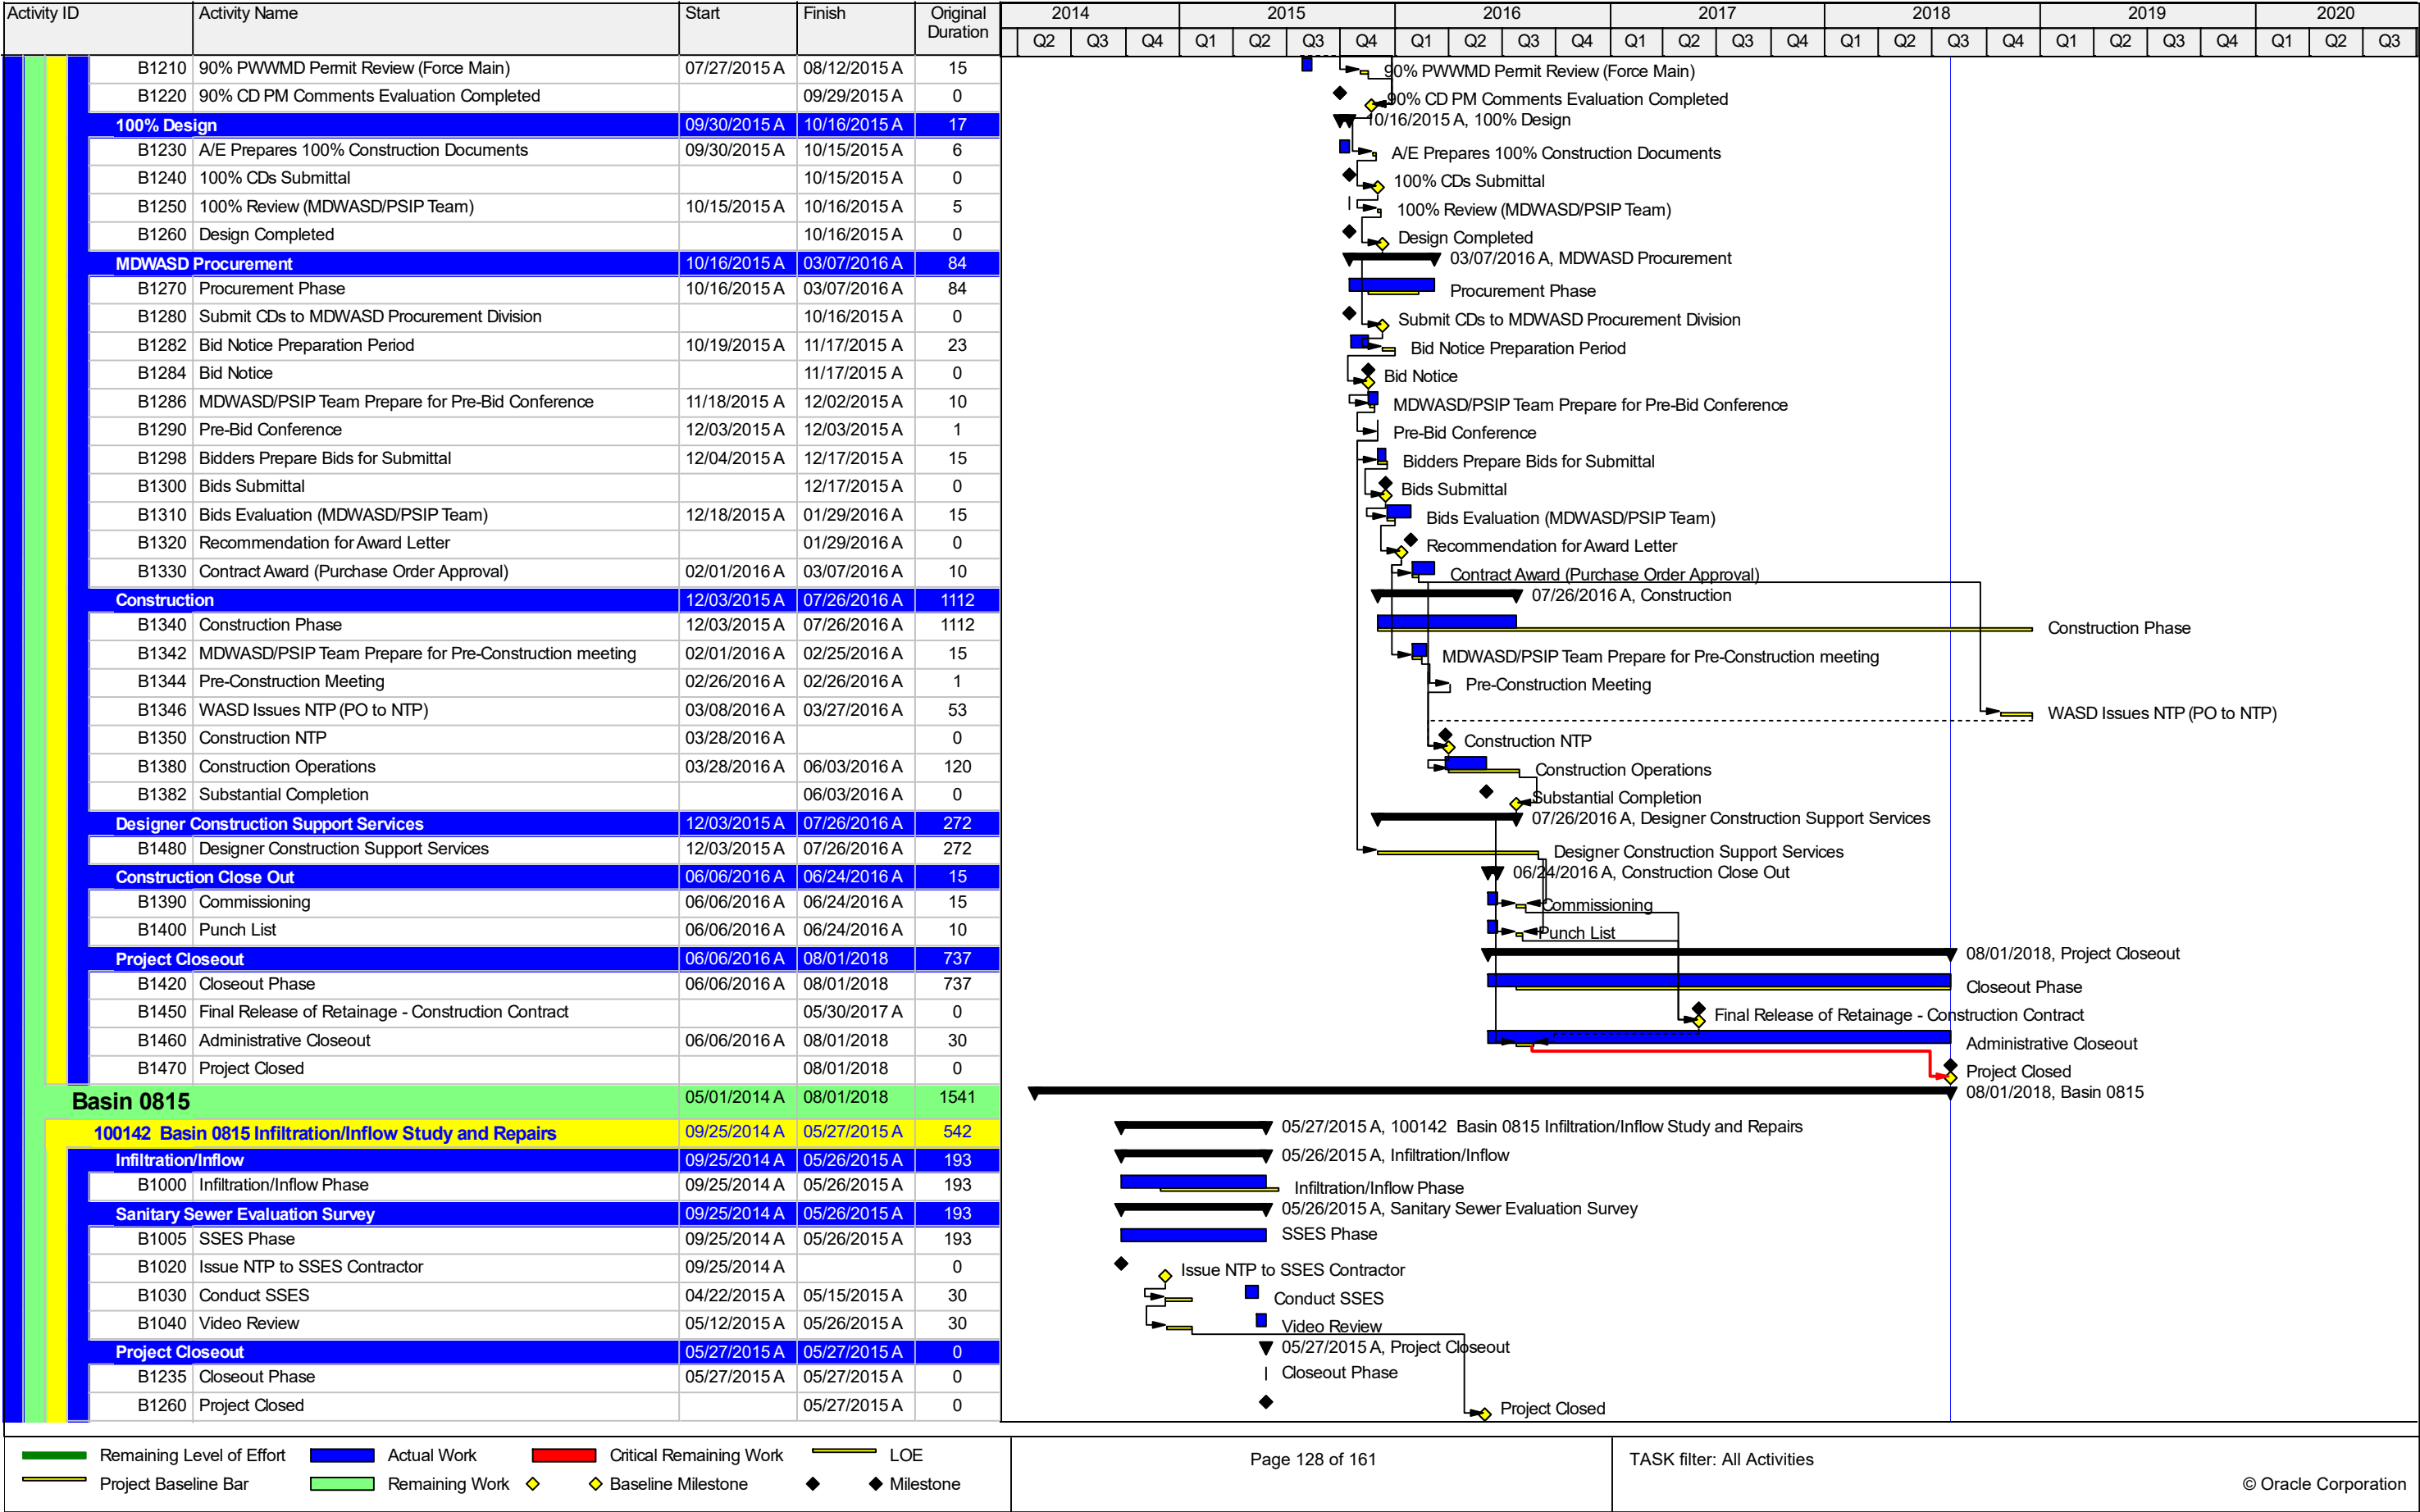 Activity ID Activity Name Start Finish Original Duration 2014 2015 2016 2017 2018 2019 2020
Q2 Q3 Q4 Q1 Q2 Q3 Q4 Q1 Q2 Q3 Q4 Q1 Q2 Q3 Q4 Q1 Q2 Q3 Q4 Q1 Q2 Q3 Q4 Q1 Q2 Q3
B1210 90% PWWMD Permit Review (Force Main) 07/27/2015 A 08/12/2015 A 15 90% PWWMD Permit Review (Force Main)
B1220 90% CD PM Comments Evaluation Completed 09/29/2015 A 0 90% CD PM Comments Evaluation Completed
100% Design 09/30/2015 A 10/16/2015 A 17 10/16/2015 A, 100% Design
B1230 A/E Prepares 100% Construction Documents 09/30/2015 A 10/15/2015 A 6 A/E Prepares 100% Construction Documents
B1240 100% CDs Submittal 10/15/2015 A 0 100% CDs Submittal
B1250 100% Review (MDWASD/PSIP Team) 10/15/2015 A 10/16/2015 A 5 100% Review (MDWASD/PSIP Team)
B1260 Design Completed 10/16/2015 A 0 Design Completed
MDWASD Procurement 10/16/2015 A 03/07/2016 A 84 03/07/2016 A, MDWASD Procurement
B1270 Procurement Phase 10/16/2015 A 03/07/2016 A 84 Procurement Phase
B1280 Submit CDs to MDWASD Procurement Division 10/16/2015 A 0 Submit CDs to MDWASD Procurement Division
B1282 Bid Notice Preparation Period 10/19/2015 A 11/17/2015 A 23 Bid Notice Preparation Period
B1284 Bid Notice 11/17/2015 A 0 Bid Notice
B1286 MDWASD/PSIP Team Prepare for Pre-Bid Conference 11/18/2015 A 12/02/2015 A 10 MDWASD/PSIP Team Prepare for Pre-Bid Conference
B1290 Pre-Bid Conference 12/03/2015 A 12/03/2015 A 1 Pre-Bid Conference
B1298 Bidders Prepare Bids for Submittal 12/04/2015 A 12/17/2015 A 15 Bidders Prepare Bids for Submittal
B1300 Bids Submittal 12/17/2015 A 0 Bids Submittal
B1310 Bids Evaluation (MDWASD/PSIP Team) 12/18/2015 A 01/29/2016 A 15 Bids Evaluation (MDWASD/PSIP Team)
B1320 Recommendation for Award Letter 01/29/2016 A 0 Recommendation for Award Letter
B1330 Contract Award (Purchase Order Approval) 02/01/2016 A 03/07/2016 A 10 Contract Award (Purchase Order Approval)
Construction 12/03/2015 A 07/26/2016 A 1112 07/26/2016 A, Construction
B1340 Construction Phase 12/03/2015 A 07/26/2016 A 1112 Construction Phase
B1342 MDWASD/PSIP Team Prepare for Pre-Construction meeting 02/01/2016 A 02/25/2016 A 15 MDWASD/PSIP Team Prepare for Pre-Construction meeting
B1344 Pre-Construction Meeting 02/26/2016 A 02/26/2016 A 1 Pre-Construction Meeting
B1346 WASD Issues NTP (PO to NTP) 03/08/2016 A 03/27/2016 A 53 WASD Issues NTP (PO to NTP)
B1350 Construction NTP 03/28/2016 A 0 Construction NTP
B1380 Construction Operations 03/28/2016 A 06/03/2016 A 120 Construction Operations
B1382 Substantial Completion 06/03/2016 A 0 Substantial Completion
Designer Construction Support Services 12/03/2015 A 07/26/2016 A 272 07/26/2016 A, Designer Construction Support Services
B1480 Designer Construction Support Services 12/03/2015 A 07/26/2016 A 272 Designer Construction Support Services
Construction Close Out 06/06/2016 A 06/24/2016 A 15 06/24/2016 A, Construction Close Out
B1390 Commissioning 06/06/2016 A 06/24/2016 A 15 Commissioning
B1400 Punch List 06/06/2016 A 06/24/2016 A 10 Punch List
Project Closeout 06/06/2016 A 08/01/2018 737 08/01/2018, Project Closeout
B1420 Closeout Phase 06/06/2016 A 08/01/2018 737 Closeout Phase
B1450 Final Release of Retainage - Construction Contract 05/30/2017 A 0 Final Release of Retainage - Construction Contract
B1460 Administrative Closeout 06/06/2016 A 08/01/2018 30 Administrative Closeout
B1470 Project Closed 08/01/2018 0 Project Closed
Basin 0815 05/01/2014 A 08/01/2018 1541 08/01/2018, Basin 0815
100142 Basin 0815 Infiltration/Inflow Study and Repairs 09/25/2014 A 05/27/2015 A 542 05/27/2015 A, 100142 Basin 0815 Infiltration/Inflow Study and Repairs
Infiltration/Inflow 09/25/2014 A 05/26/2015 A 193 05/26/2015 A, Infiltration/Inflow
B1000 Infiltration/Inflow Phase 09/25/2014 A 05/26/2015 A 193 Infiltration/Inflow Phase
Sanitary Sewer Evaluation Survey 09/25/2014 A 05/26/2015 A 193 05/26/2015 A, Sanitary Sewer Evaluation Survey
B1005 SSES Phase 09/25/2014 A 05/26/2015 A 193 SSES Phase
B1020 Issue NTP to SSES Contractor 09/25/2014 A 0 Issue NTP to SSES Contractor
B1030 Conduct SSES 04/22/2015 A 05/15/2015 A 30 Conduct SSES
B1040 Video Review 05/12/2015 A 05/26/2015 A 30 Video Review
Project Closeout 05/27/2015 A 05/27/2015 A 0 05/27/2015 A, Project Closeout
B1235 Closeout Phase 05/27/2015 A 05/27/2015 A 0 Closeout Phase
B1260 Project Closed 05/27/2015 A 0 Project Closed
Remaining Level of Effort Actual Work Critical Remaining Work LOE Page 128 of 161 TASK filter: All Activities
Project Baseline Bar Remaining Work Baseline Milestone Milestone © Oracle Corporation